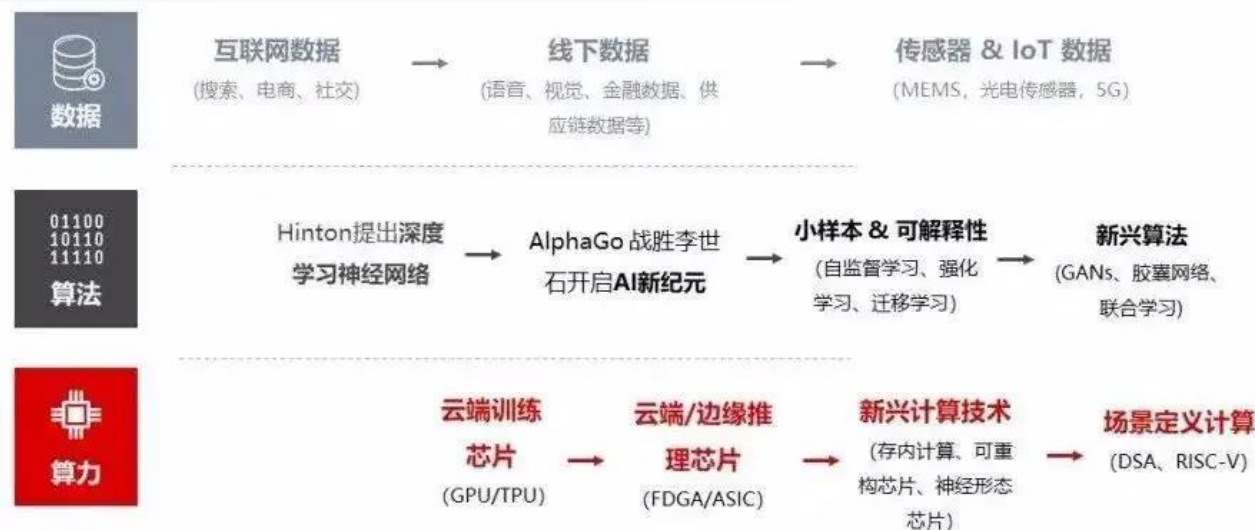 数据
互联网数据
(搜索、电商、社交)
线下数据
(语音、视觉、金融数据、供
应链数据等)
传感器 & IoT 数据
(MEMS，光电传感器，5G)
01100
10110
11110
算法
Hinton提出深度
学习神经网络
AlphaGo 战胜李世
石开启AI新纪元
小样本 & 可解释性
(自监督学习、强化
学习、迁移学习)
新兴算法
(GANs、胶囊网络、
联合学习)
算力
云端训练
芯片
(GPU/TPU)
云端/边缘推
理芯片
(FDGA/ASIC)
新兴计算技术
(存内计算、可重
构芯片、神经形态
芯片)
场景定义计算
(DSA、RISC-V)